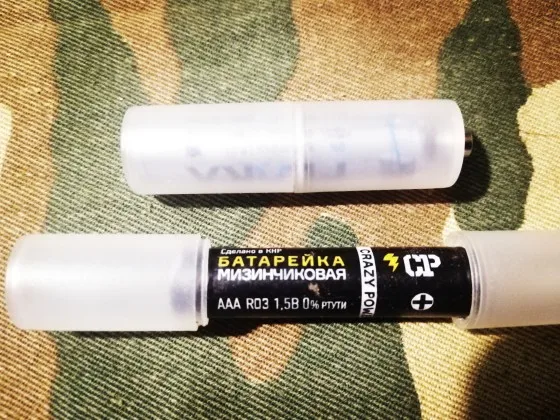 Сделано в КНР
БАТАРЕЙКА
МИЗИНЧИКОВАЯ
AAA R03 1,5В 0% РТУТИ
CRAZY POW
CP